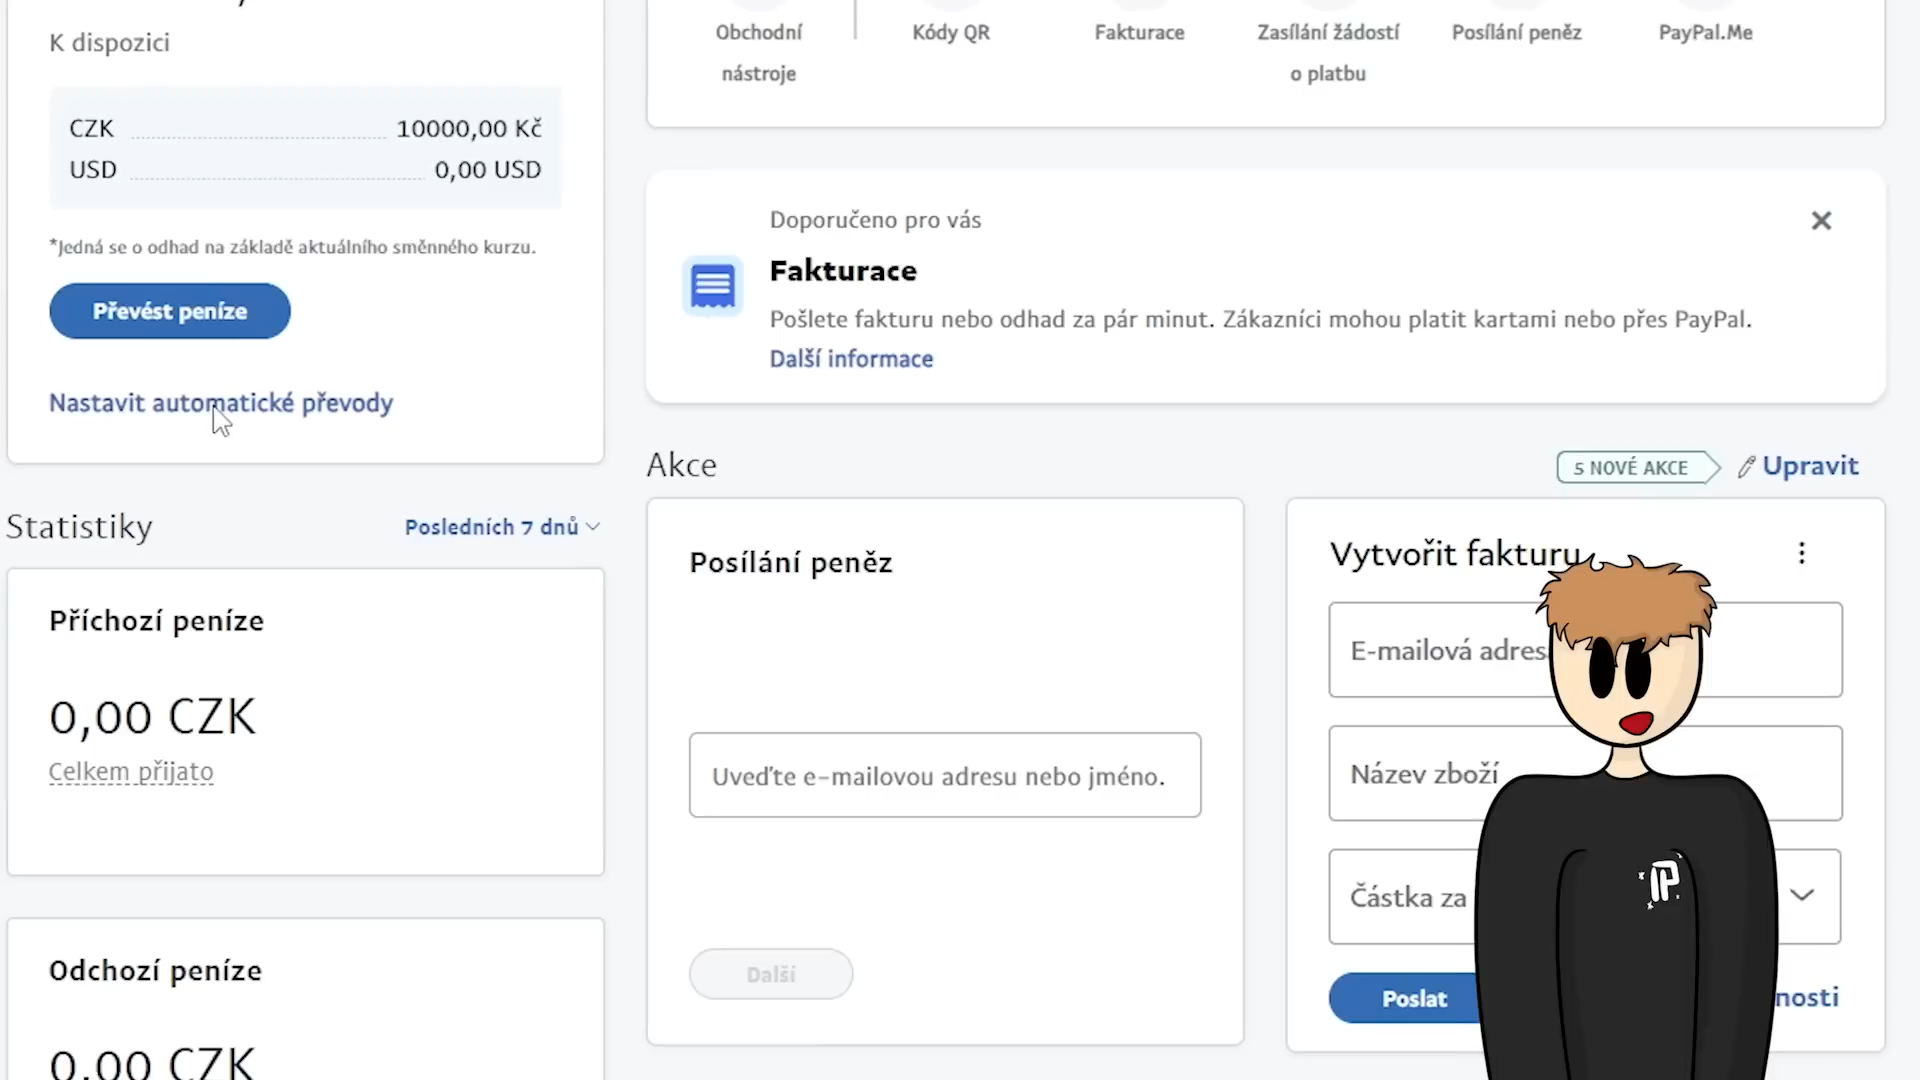 K dispozici
CZK 10000,00 Kč
USD 0,00 USD
*Jedná se o odhad na základě aktuálního směnného kurzu.
Převést peníze
Nastavit automatické převody
Statistiky
Posledních 7 dnů
Příchozí peníze
0,00 CZK
Celkem přijato
Odchozí peníze
0,00 CZK
Obchodní
nástroje
Kódy QR
Fakturace
Zasílání žádostí
o platbu
Posílání peněz
PayPal.Me
Doporučeno pro vás
Fakturace
Pošlete fakturu nebo odhad za pár minut. Zákazníci mohou platit kartami nebo přes PayPal.
Další informace
Akce
5 NOVÉ AKCE
Upravit
Posílání peněz
Uveďte e-mailovou adresu nebo jméno.
Další
Vytvořit fakturu
E-mailová adres
Název zboží
Částka za
Poslat
nosti
IP